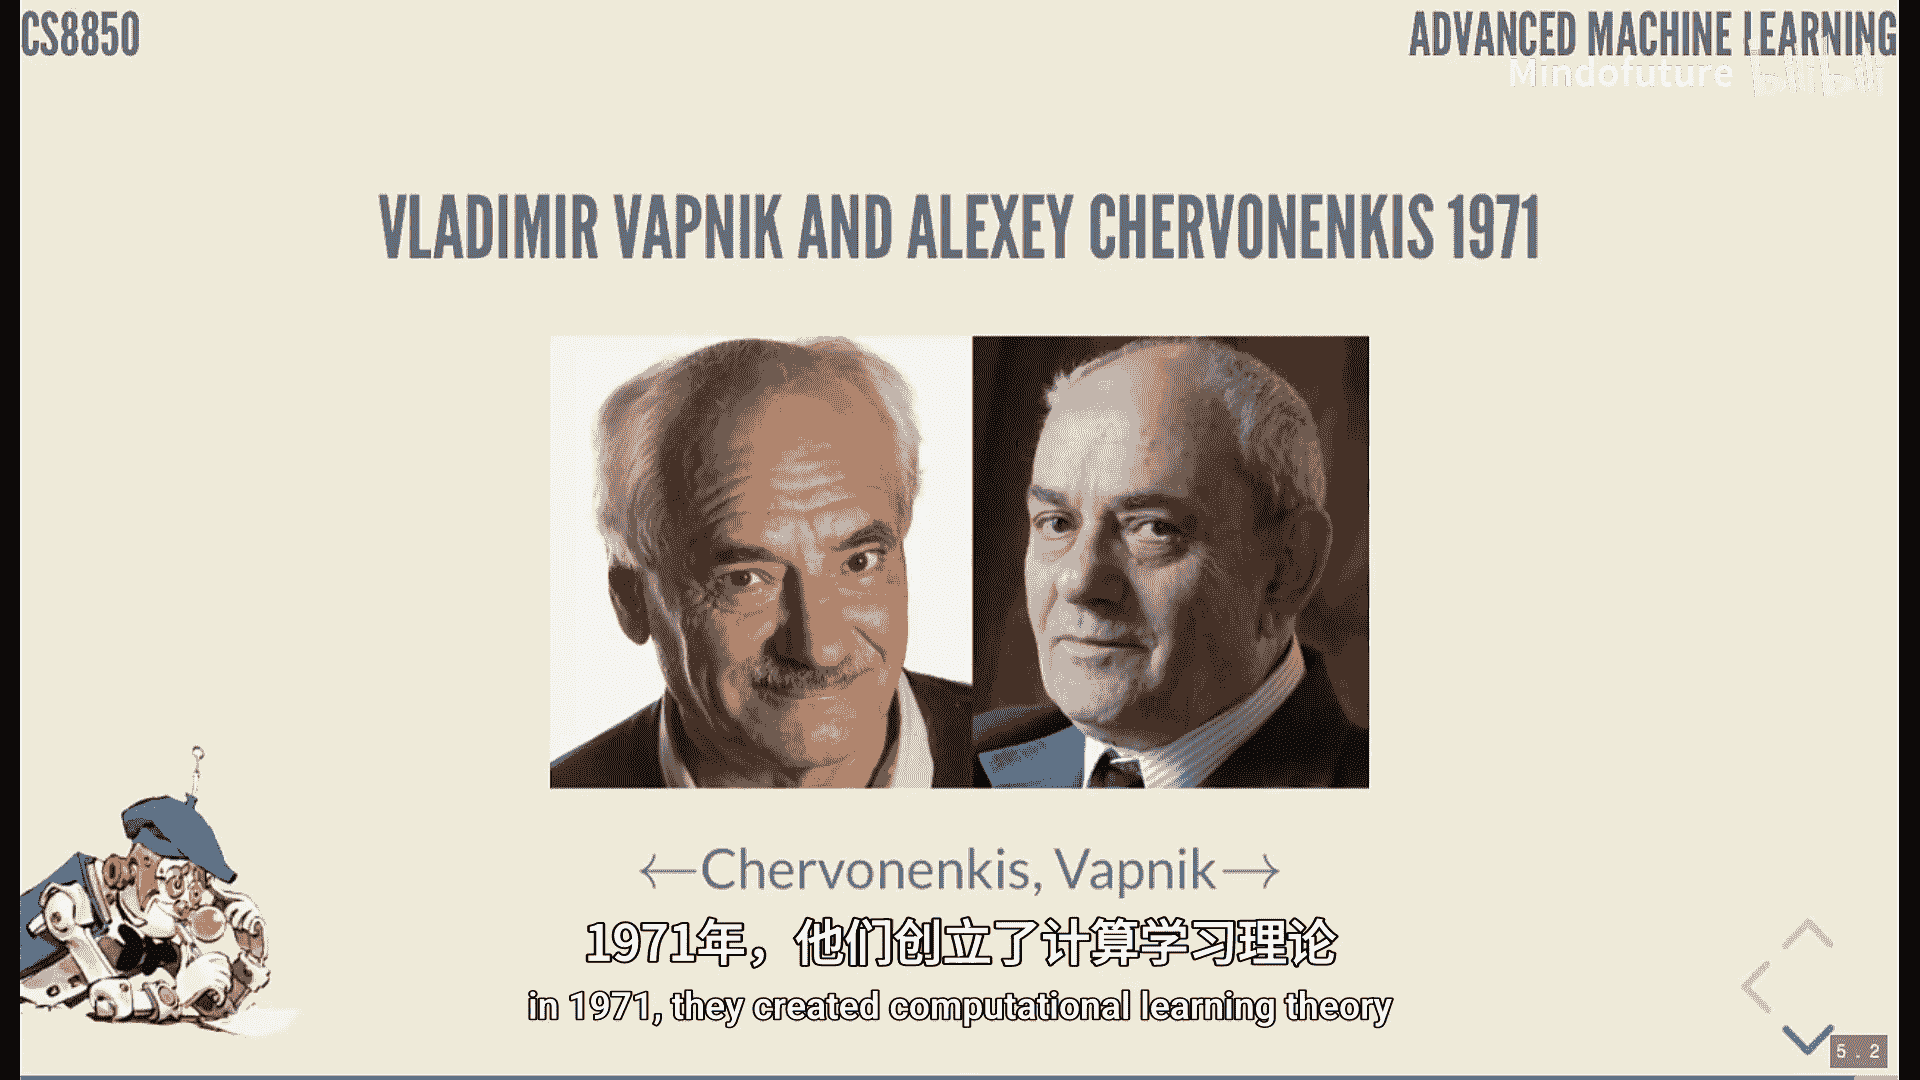 CS8850
ADVANCED MACHINE LEARNING
Mindofuture bilibili
VLADIMIR VAPNIK AND ALEXEY CHERVONENKIS 1971
←Chervonenkis, Vapnik→
1971年，他们创立了计算学习理论
in 1971, they created computational learning theory
5.2